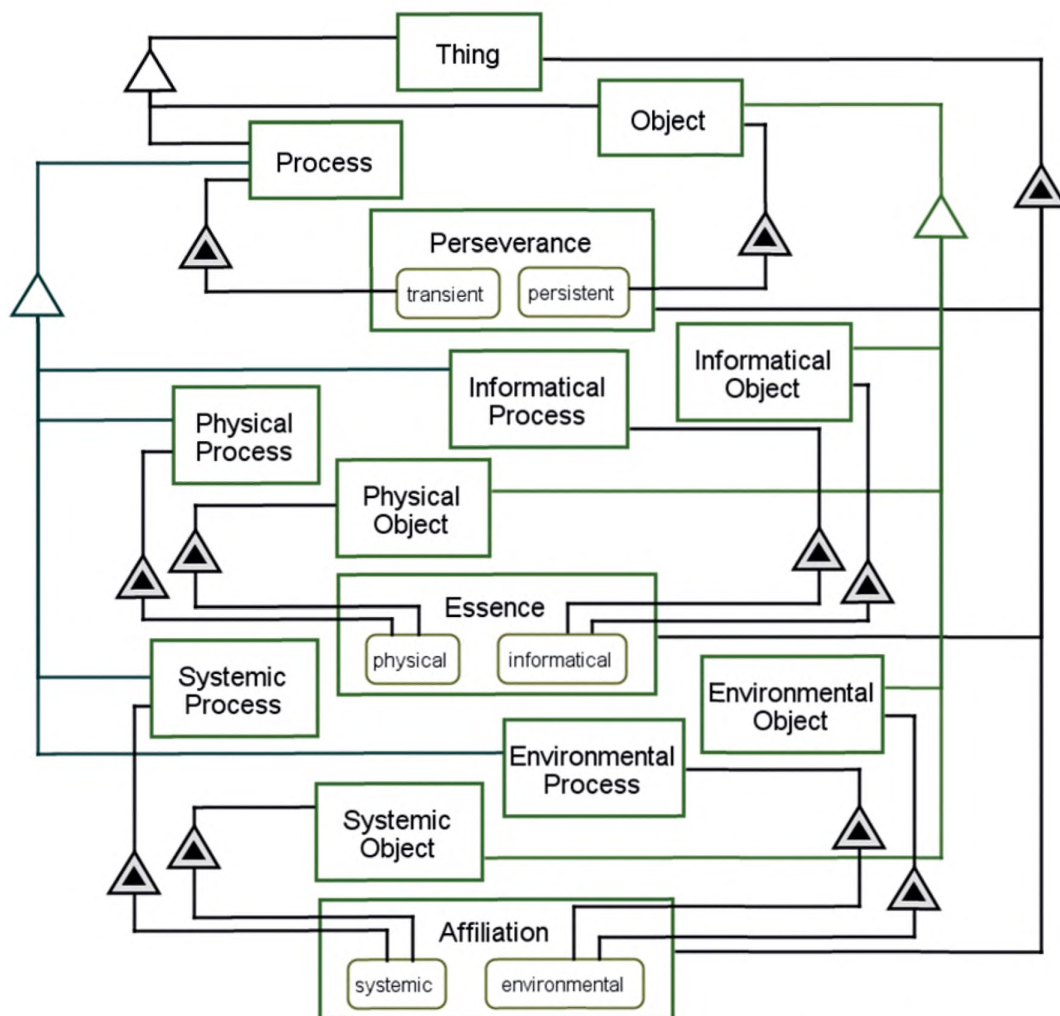 Thing
Object
Process
Perseverance
transient
persistent
Informatical
Object
Informatical
Process
Physical
Process
Physical
Object
Essence
physical
informatical
Systemic
Process
Environmental
Object
Environmental
Process
Systemic
Object
Affiliation
systemic
environmental